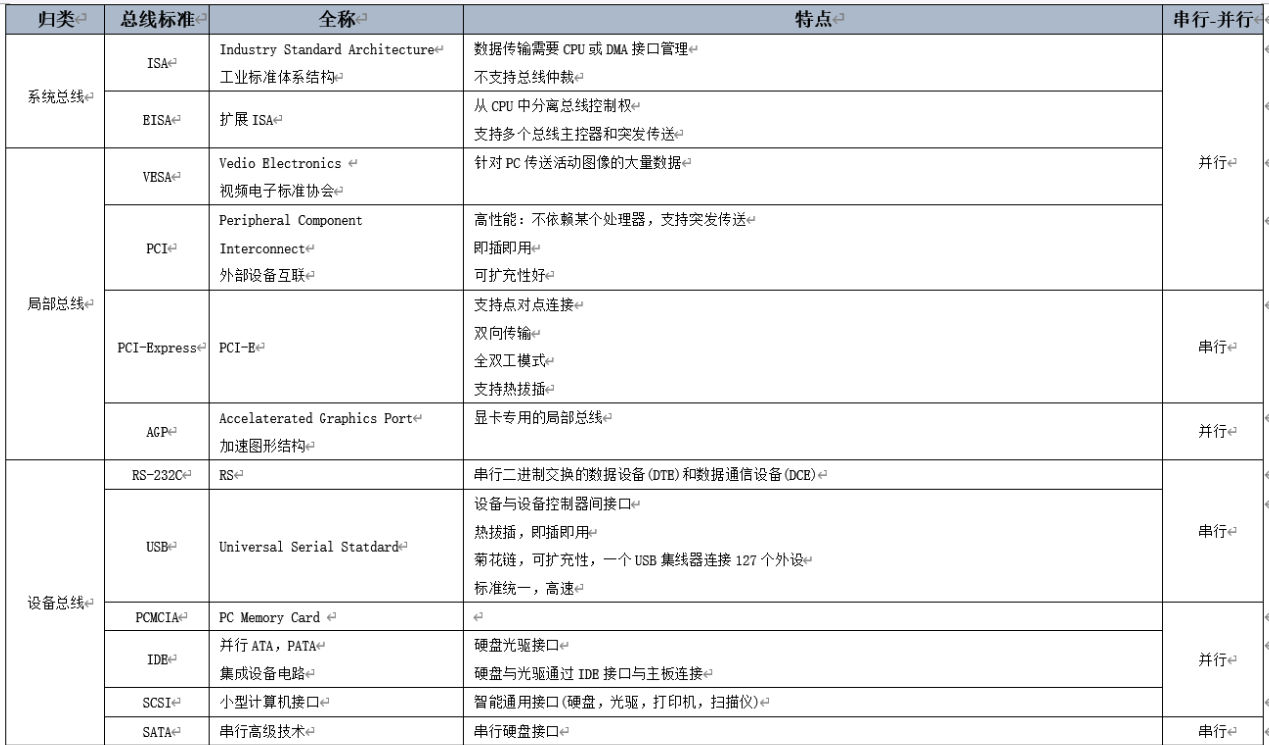 归类 总线标准 全称 特点 串行-并行
系统总线
ISA
Industry Standard Architecture
工业标准体系结构
数据传输需要 CPU 或 DMA 接口管理
不支持总线仲裁
并行
EISA
扩展 ISA
从 CPU 中分离总线控制权
支持多个总线主控器和突发传送
局部总线
VESA
Vedio Electronics
视频电子标准协会
针对 PC 传送活动图像的大量数据
PCI
Peripheral Component
Interconnect
外部设备互联
高性能：不依赖某个处理器，支持突发传送
即插即用
可扩充性好
PCI-Express
PCI-E
支持点对点连接
双向传输
全双工模式
支持热拔插
串行
AGP
Accelaterated Graphics Port
加速图形结构
显卡专用的局部总线
并行
设备总线
RS-232C
RS
串行二进制交换的数据设备(DTE)和数据通信设备(DCE)
串行
USB
Universal Serial Statdard
设备与设备控制器间接口
热拔插，即插即用
菊花链，可扩充性，一个 USB 集线器连接 127 个外设
标准统一，高速
PCMCIA
PC Memory Card
并行
IDE
并行 ATA，PATA
集成设备电路
硬盘光驱接口
硬盘与光驱通过 IDE 接口与主板连接
SCSI
小型计算机接口
智能通用接口(硬盘，光驱，打印机，扫描仪)
SATA
串行高级技术
串行硬盘接口
串行